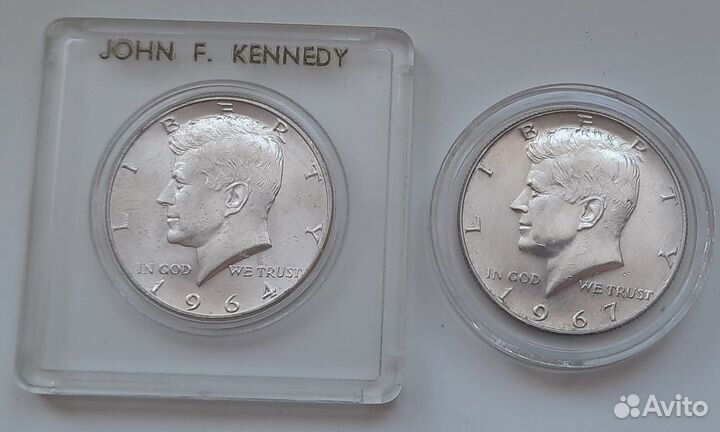 JOHN F. KENNEDY
LIBERTY
IN GOD WE TRUST
1964
LIBERTY
IN GOD WE TRUST
1967
Avito